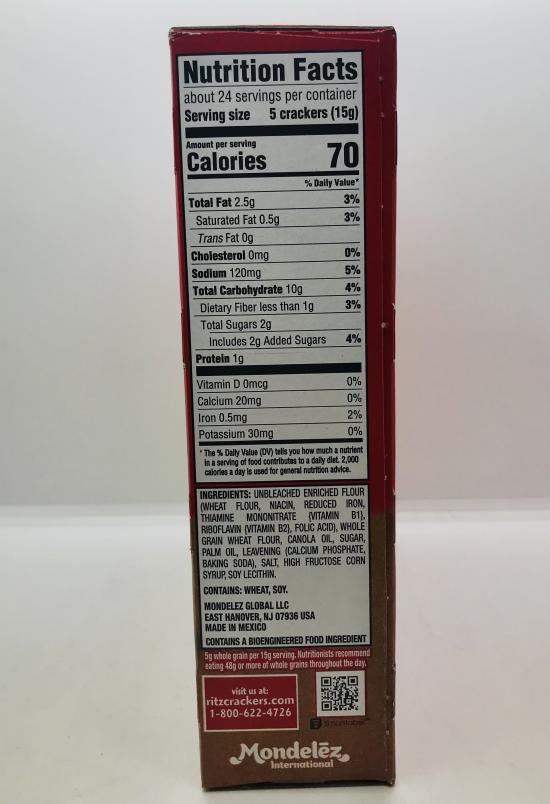 Nutrition Facts
about 24 servings per container
Serving size 5 crackers (15g)
Amount per serving
Calories 70
% Daily Value*
Total Fat 2.5g 3%
Saturated Fat 0.5g 3%
Trans Fat 0g
Cholesterol 0mg 0%
Sodium 120mg 5%
Total Carbohydrate 10g 4%
Dietary Fiber less than 1g 3%
Total Sugars 2g
Includes 2g Added Sugars 4%
Protein 1g
Vitamin D 0mcg 0%
Calcium 20mg 0%
Iron 0.5mg 2%
Potassium 30mg 0%
* The % Daily Value (DV) tells you how much a nutrient
in a serving of food contributes to a daily diet. 2,000
calories a day is used for general nutrition advice.
INGREDIENTS: UNBLEACHED ENRICHED FLOUR
(WHEAT FLOUR, NIACIN, REDUCED IRON,
THIAMINE MONONITRATE {VITAMIN B1},
RIBOFLAVIN {VITAMIN B2}, FOLIC ACID), WHOLE
GRAIN WHEAT FLOUR, CANOLA OIL, SUGAR,
PALM OIL, LEAVENING (CALCIUM PHOSPHATE,
BAKING SODA), SALT, HIGH FRUCTOSE CORN
SYRUP, SOY LECITHIN.
CONTAINS: WHEAT, SOY.
MONDELEZ GLOBAL LLC
EAST HANOVER, NJ 07936 USA
MADE IN MEXICO
CONTAINS A BIOENGINEERED FOOD INGREDIENT
5g whole grain per 15g serving. Nutritionists recommend
eating 48g or more of whole grains throughout the day.
visit us at:
ritzcrackers.com
1-800-622-4726
Smartlabel™
Mondelēz,
International